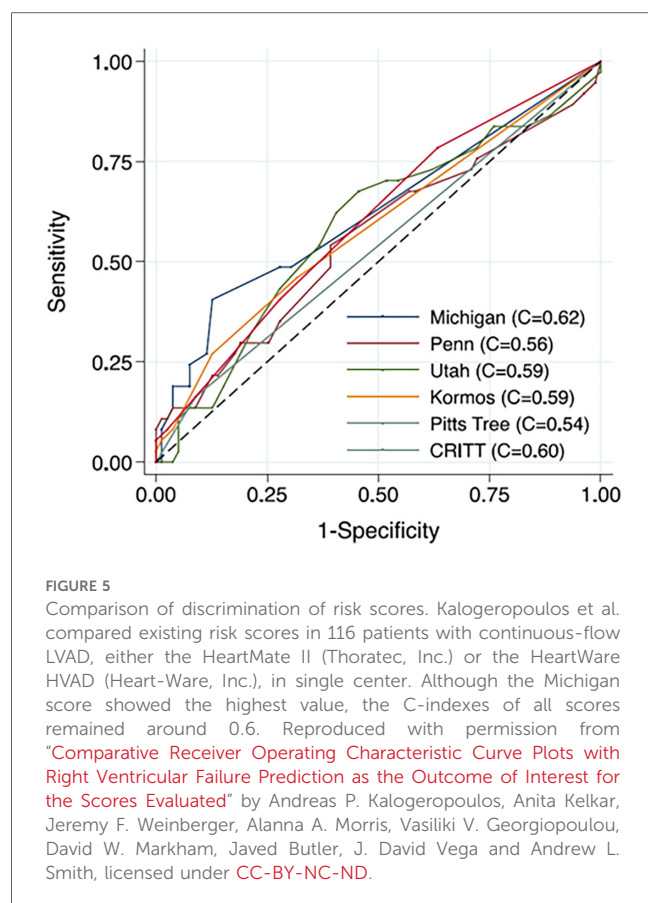 1.00
0.75
0.50
0.25
0.00
Sensitivity
Michigan (C=0.62)
Penn (C=0.56)
Utah (C=0.59)
Kormos (C=0.59)
Pitts Tree (C=0.54)
CRITT (C=0.60)
0.00 0.25 0.50 0.75 1.00
1-Specificity
FIGURE 5
Comparison of discrimination of risk scores. Kalogeropoulos et al.
compared existing risk scores in 116 patients with continuous-flow
LVAD, either the HeartMate II (Thoratec, Inc.) or the HeartWare
HVAD (Heart-Ware, Inc.), in single center. Although the Michigan
score showed the highest value, the C-indexes of all scores
remained around 0.6. Reproduced with permission from
“Comparative Receiver Operating Characteristic Curve Plots with
Right Ventricular Failure Prediction as the Outcome of Interest for
the Scores Evaluated“ by Andreas P. Kalogeropoulos, Anita Kelkar,
Jeremy F. Weinberger, Alanna A. Morris, Vasiliki V. Georgiopoulou,
David W. Markham, Javed Butler, J. David Vega and Andrew L.
Smith, licensed under CC-BY-NC-ND.